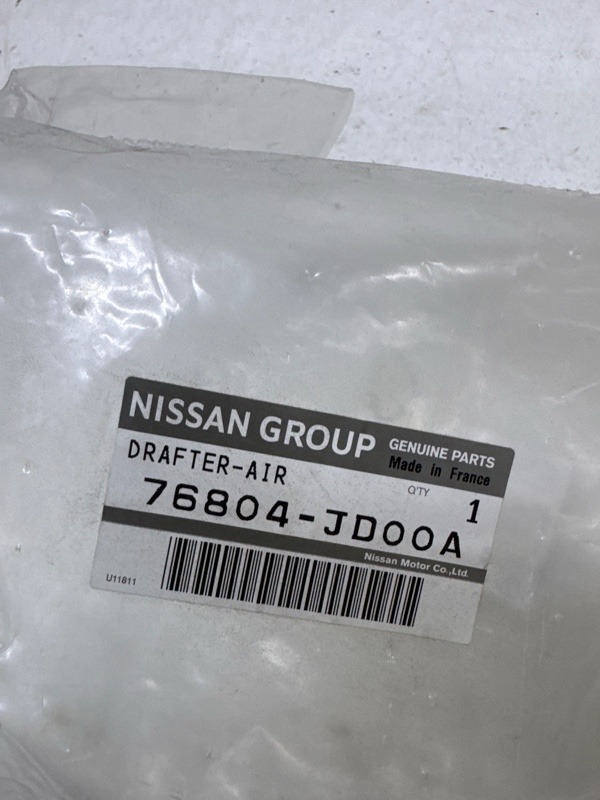 NISSAN GROUP GENUINE PARTS
Made in France
DRAFTER-AIR
Q'TY 1
76804-JD00A
Nissan Motor Co.,Ltd.
U11811